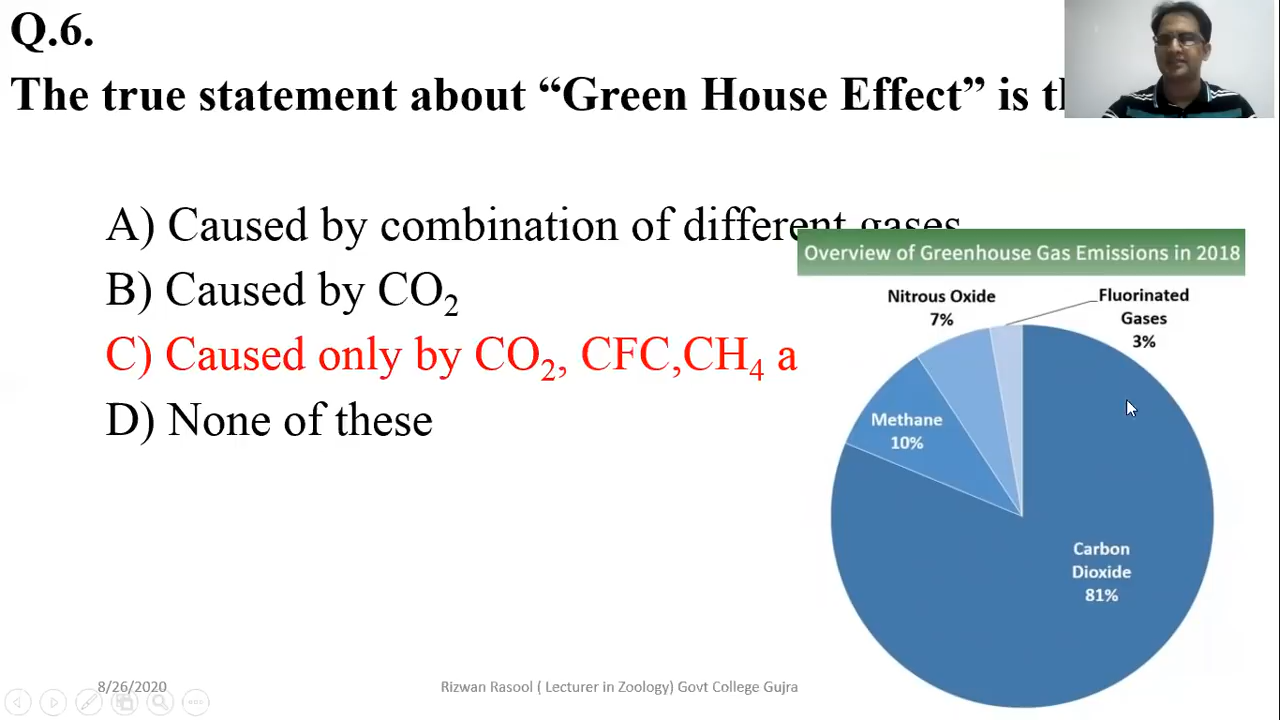 Q.6.
The true statement about “Green House Effect” is
A) Caused by combination of different gases
B) Caused by CO₂
C) Caused only by CO₂, CFC,CH₄ a
D) None of these
Overview of Greenhouse Gas Emissions in 2018
Nitrous Oxide
7%
Fluorinated
Gases
3%
Methane
10%
Carbon
Dioxide
81%
8/26/2020
Rizwan Rasool ( Lecturer in Zoology) Govt College Gujra